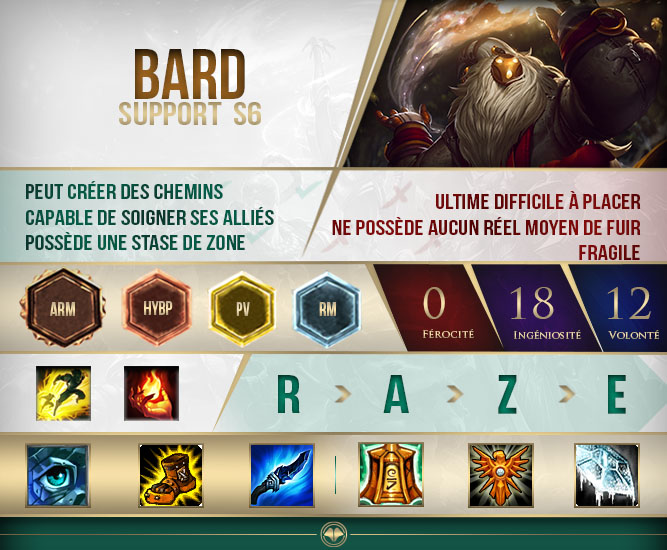 BARD
SUPPORT S6
PEUT CRÉER DES CHEMINS
CAPABLE DE SOIGNER SES ALLIÉS
POSSÈDE UNE STASE DE ZONE
ULTIME DIFFICILE À PLACER
NE POSSÈDE AUCUN RÉEL MOYEN DE FUIR
FRAGILE
ARM HYBP PV RM
0 18 12
FÉROCITÉ INGÉNIOSITÉ VOLONTÉ
R > A > Z > E